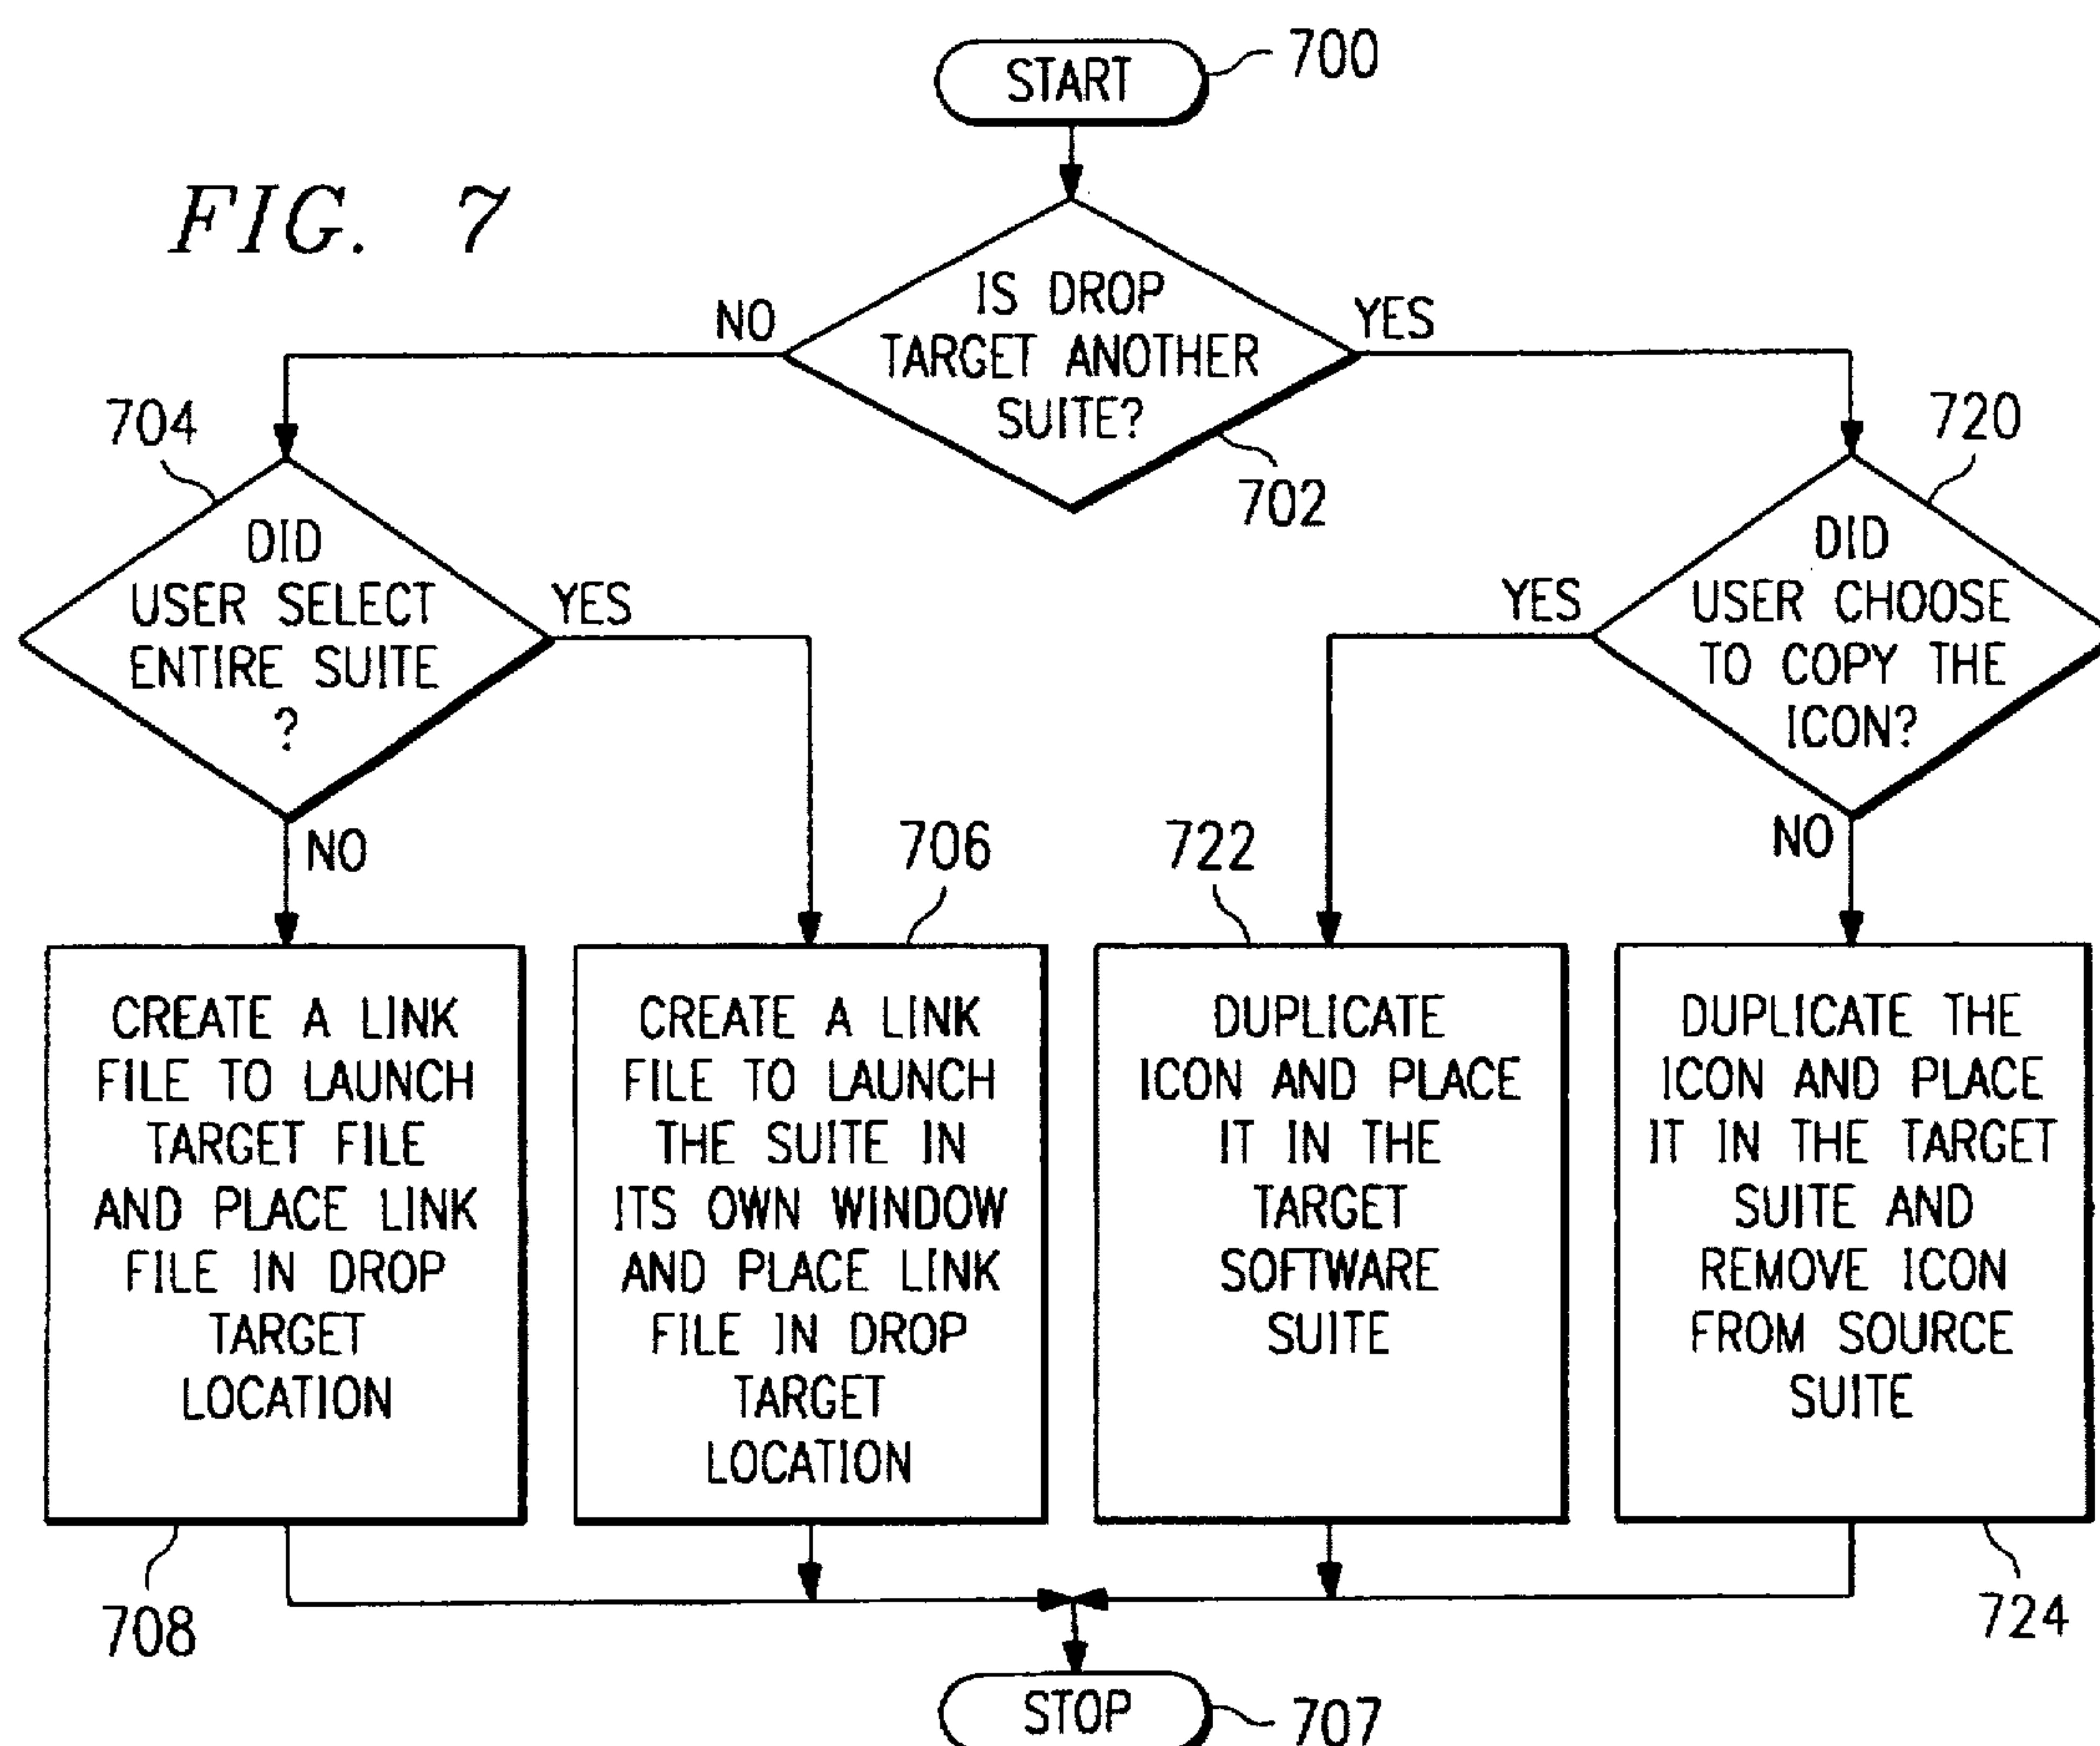 FIG. 7
START
700
IS DROP
TARGET ANOTHER
SUITE?
702
NO
YES
704
DID
USER SELECT
ENTIRE SUITE
?
YES
NO
720
DID
USER CHOOSE
TO COPY THE
ICON?
YES
NO
708
CREATE A LINK
FILE TO LAUNCH
TARGET FILE
AND PLACE LINK
FILE IN DROP
TARGET
LOCATION
706
CREATE A LINK
FILE TO LAUNCH
THE SUITE IN
ITS OWN WINDOW
AND PLACE LINK
FILE IN DROP
TARGET
LOCATION
722
DUPLICATE
ICON AND PLACE
IT IN THE
TARGET
SOFTWARE
SUITE
DUPLICATE THE
ICON AND PLACE
IT IN THE TARGET
SUITE AND
REMOVE ICON
FROM SOURCE
SUITE
724
STOP
707